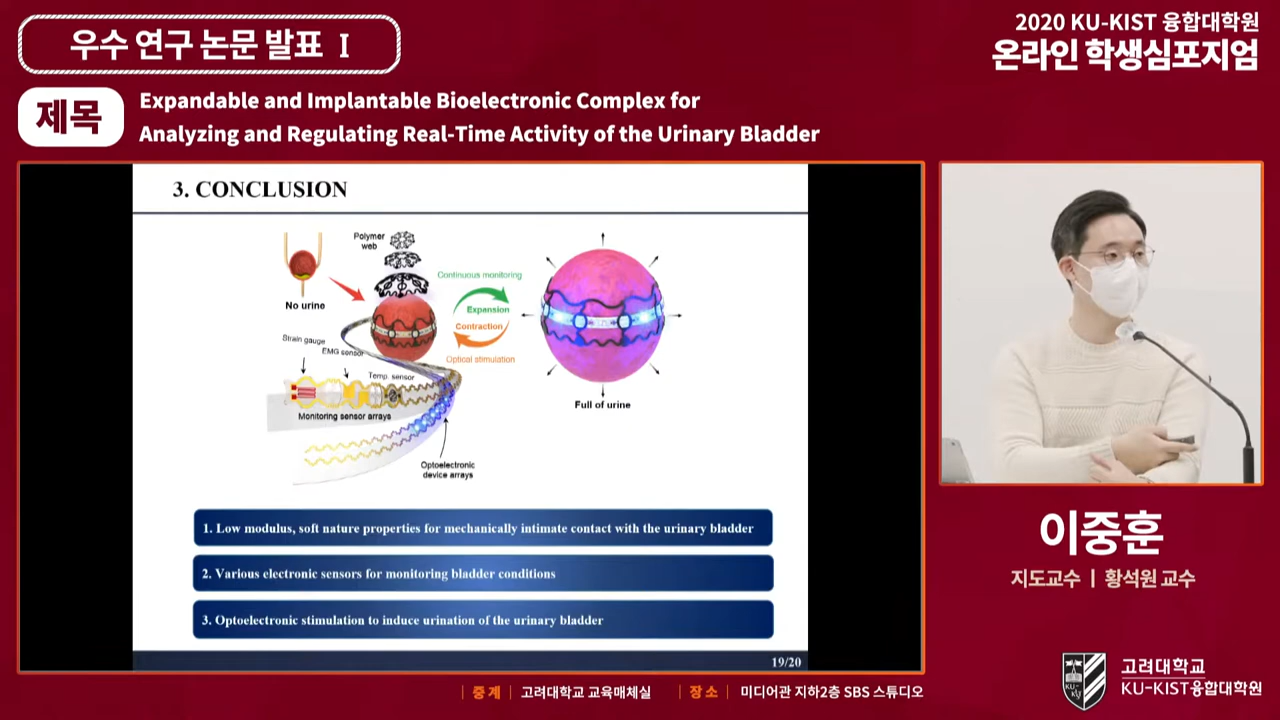 우수 연구 논문 발표 I
2020 KU-KIST 융합대학원
온라인 학생심포지엄
제목
Expandable and Implantable Bioelectronic Complex for
Analyzing and Regulating Real-Time Activity of the Urinary Bladder
3. CONCLUSION
Polymer
web
No urine
Continuous monitoring
Expansion
Contraction
Optical stimulation
Strain gauge
EMG sensor
Temp. sensor
Monitoring sensor arrays
Optoelectronic
device arrays
Full of urine
1. Low modulus, soft nature properties for mechanically intimate contact with the urinary bladder
2. Various electronic sensors for monitoring bladder conditions
3. Optoelectronic stimulation to induce urination of the urinary bladder
19/20
이중훈
지도교수 | 황석원 교수
| 중 계 | 고려대학교 교육매체실 | 장 소 | 미디어관 지하2층 SBS 스튜디오
KU-
KIST
고려대학교
KU-KIST융합대학원